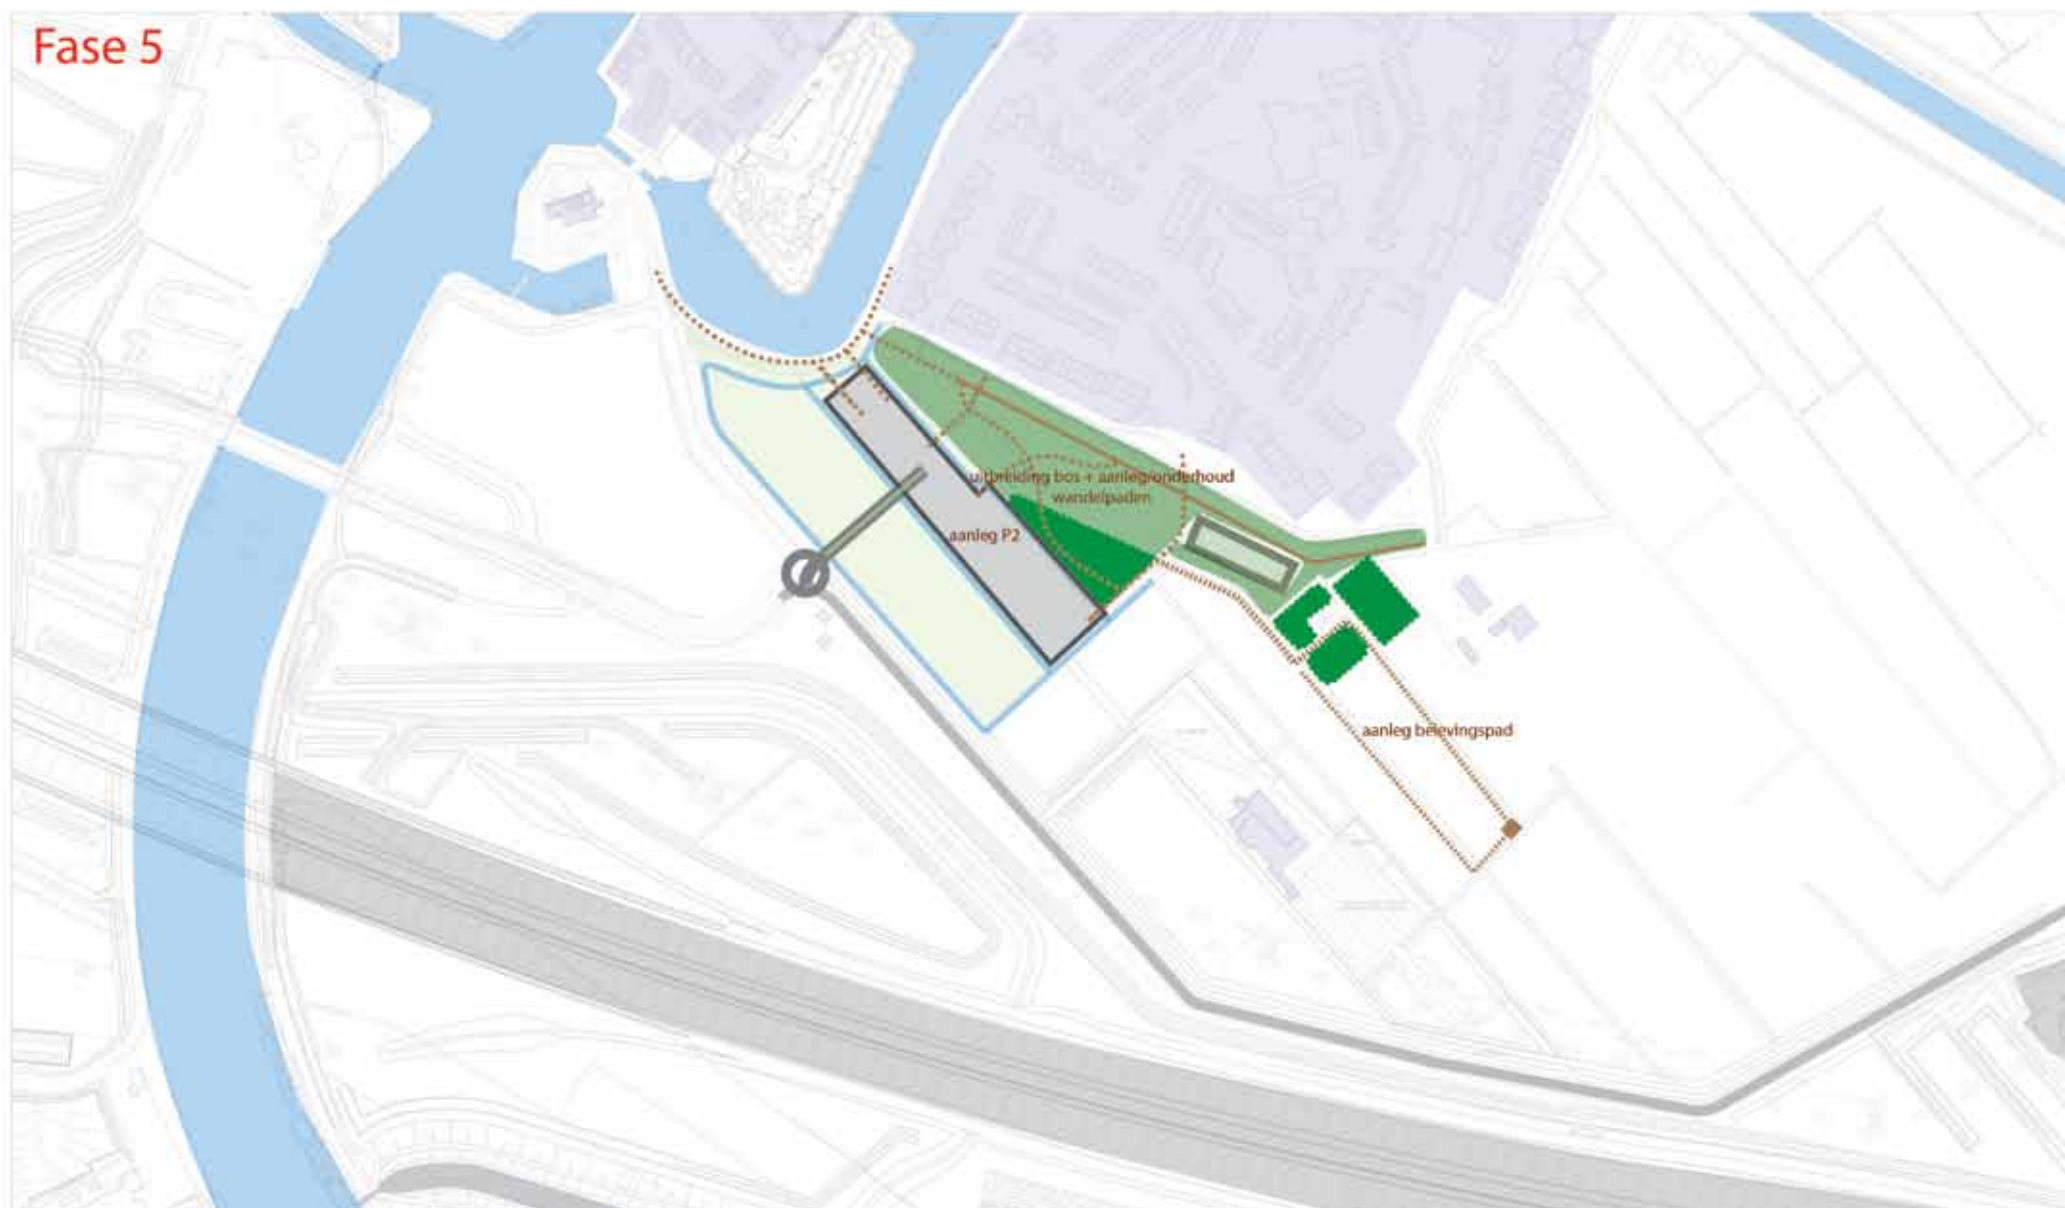 Fase 5
uitbreiding bos + aanleg/onderhoud
wandelpaden
aanleg P2
aanleg belevingspad